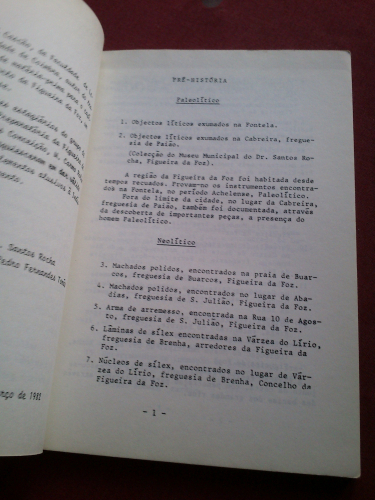 Santos Rocha
Pedro Fernandes
março de 1981
PRÉ-HISTÓRIA
Paleolítico
1. Objectos líticos exumados na Fontela.
2. Objectos líticos exumados na Cabreira, fregue-
sia de Paião.
(Colecção do Museu Municipal do Dr. Santos Ro-
cha, Figueira da Foz).
A região da Figueira da Foz foi habitada desde
tempos recuados. Provam-no os instrumentos encontra-
dos na Fontela, no período Achelense, Paleolítico.
Fora do limite da cidade, no lugar da Cabreira,
freguesia de Paião, também foi documentada, através
da descoberta de importantes peças, a presença do
homem Paleolítico.
Neolítico
3. Machados polidos, encontrados na praia de Buar-
cos, freguesia de Buarcos, Figueira da Foz.
4. Machados polidos, encontrados no lugar de Aba-
dias, freguesia de S. Julião, Figueira da Foz.
5. Arma de arremesso, encontrada na Rua 10 de Agos-
to, freguesia de S. Julião, Figueira da Foz.
6. Lâminas de sílex encontradas na Várzea do Lírio,
freguesia de Brenha, arredores da Figueira da
Foz.
7. Núcleos de sílex, encontrados no lugar de Vár-
zea do Lírio, freguesia de Brenha, Concelho da
Figueira da Foz.
- 1 -